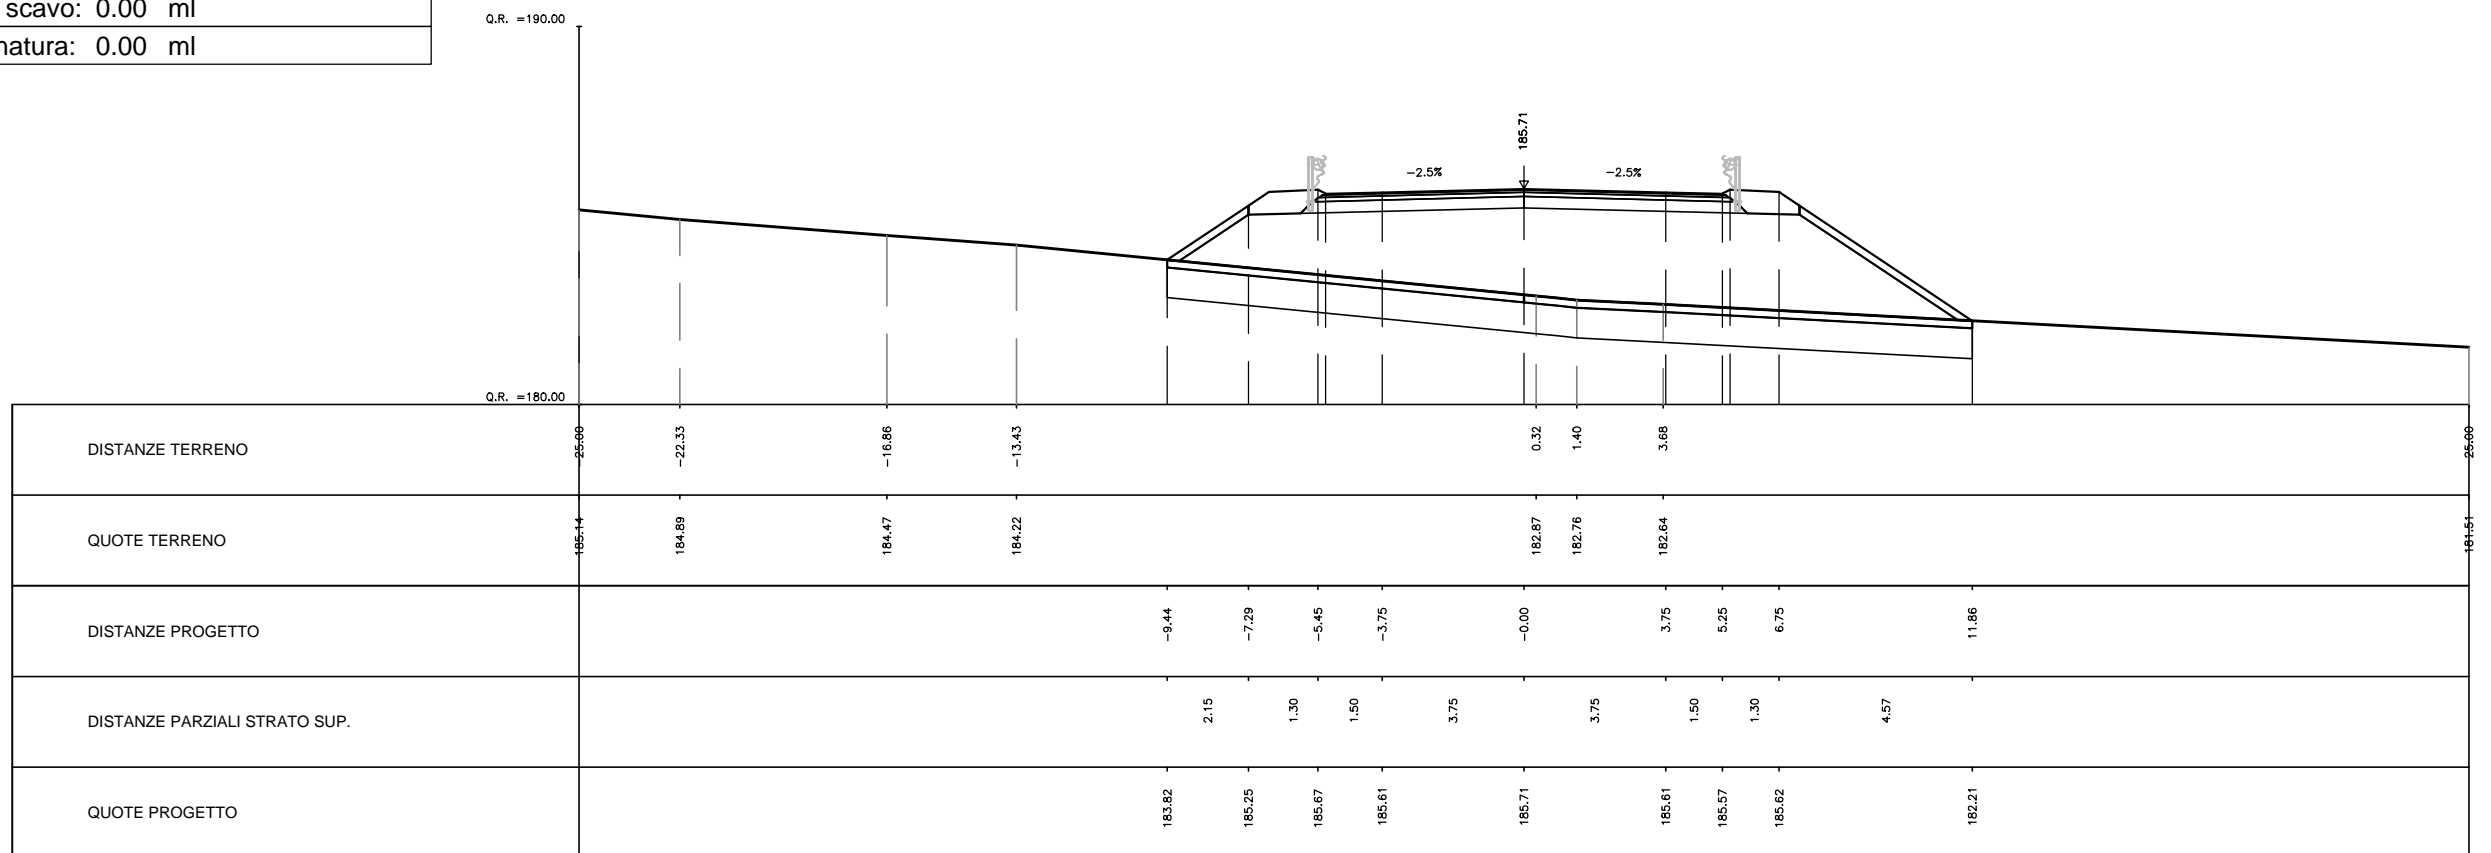 scavo: 0.00 ml
natura: 0.00 ml
Q.R. =190.00
185.71
-2.5% -2.5%
Q.R. =180.00
DISTANZE TERRENO -25.00 -22.33 -16.86 -13.43 0.32 1.40 3.68 25.00
QUOTE TERRENO 185.14 184.89 184.47 184.22 182.87 182.76 182.64 181.51
DISTANZE PROGETTO -9.44 -7.29 -5.45 -3.75 -0.00 3.75 5.25 6.75 11.86
DISTANZE PARZIALI STRATO SUP. 2.15 1.30 1.50 3.75 3.75 1.50 1.30 4.57
QUOTE PROGETTO 183.82 185.25 185.67 185.61 185.71 185.61 185.57 185.62 182.21